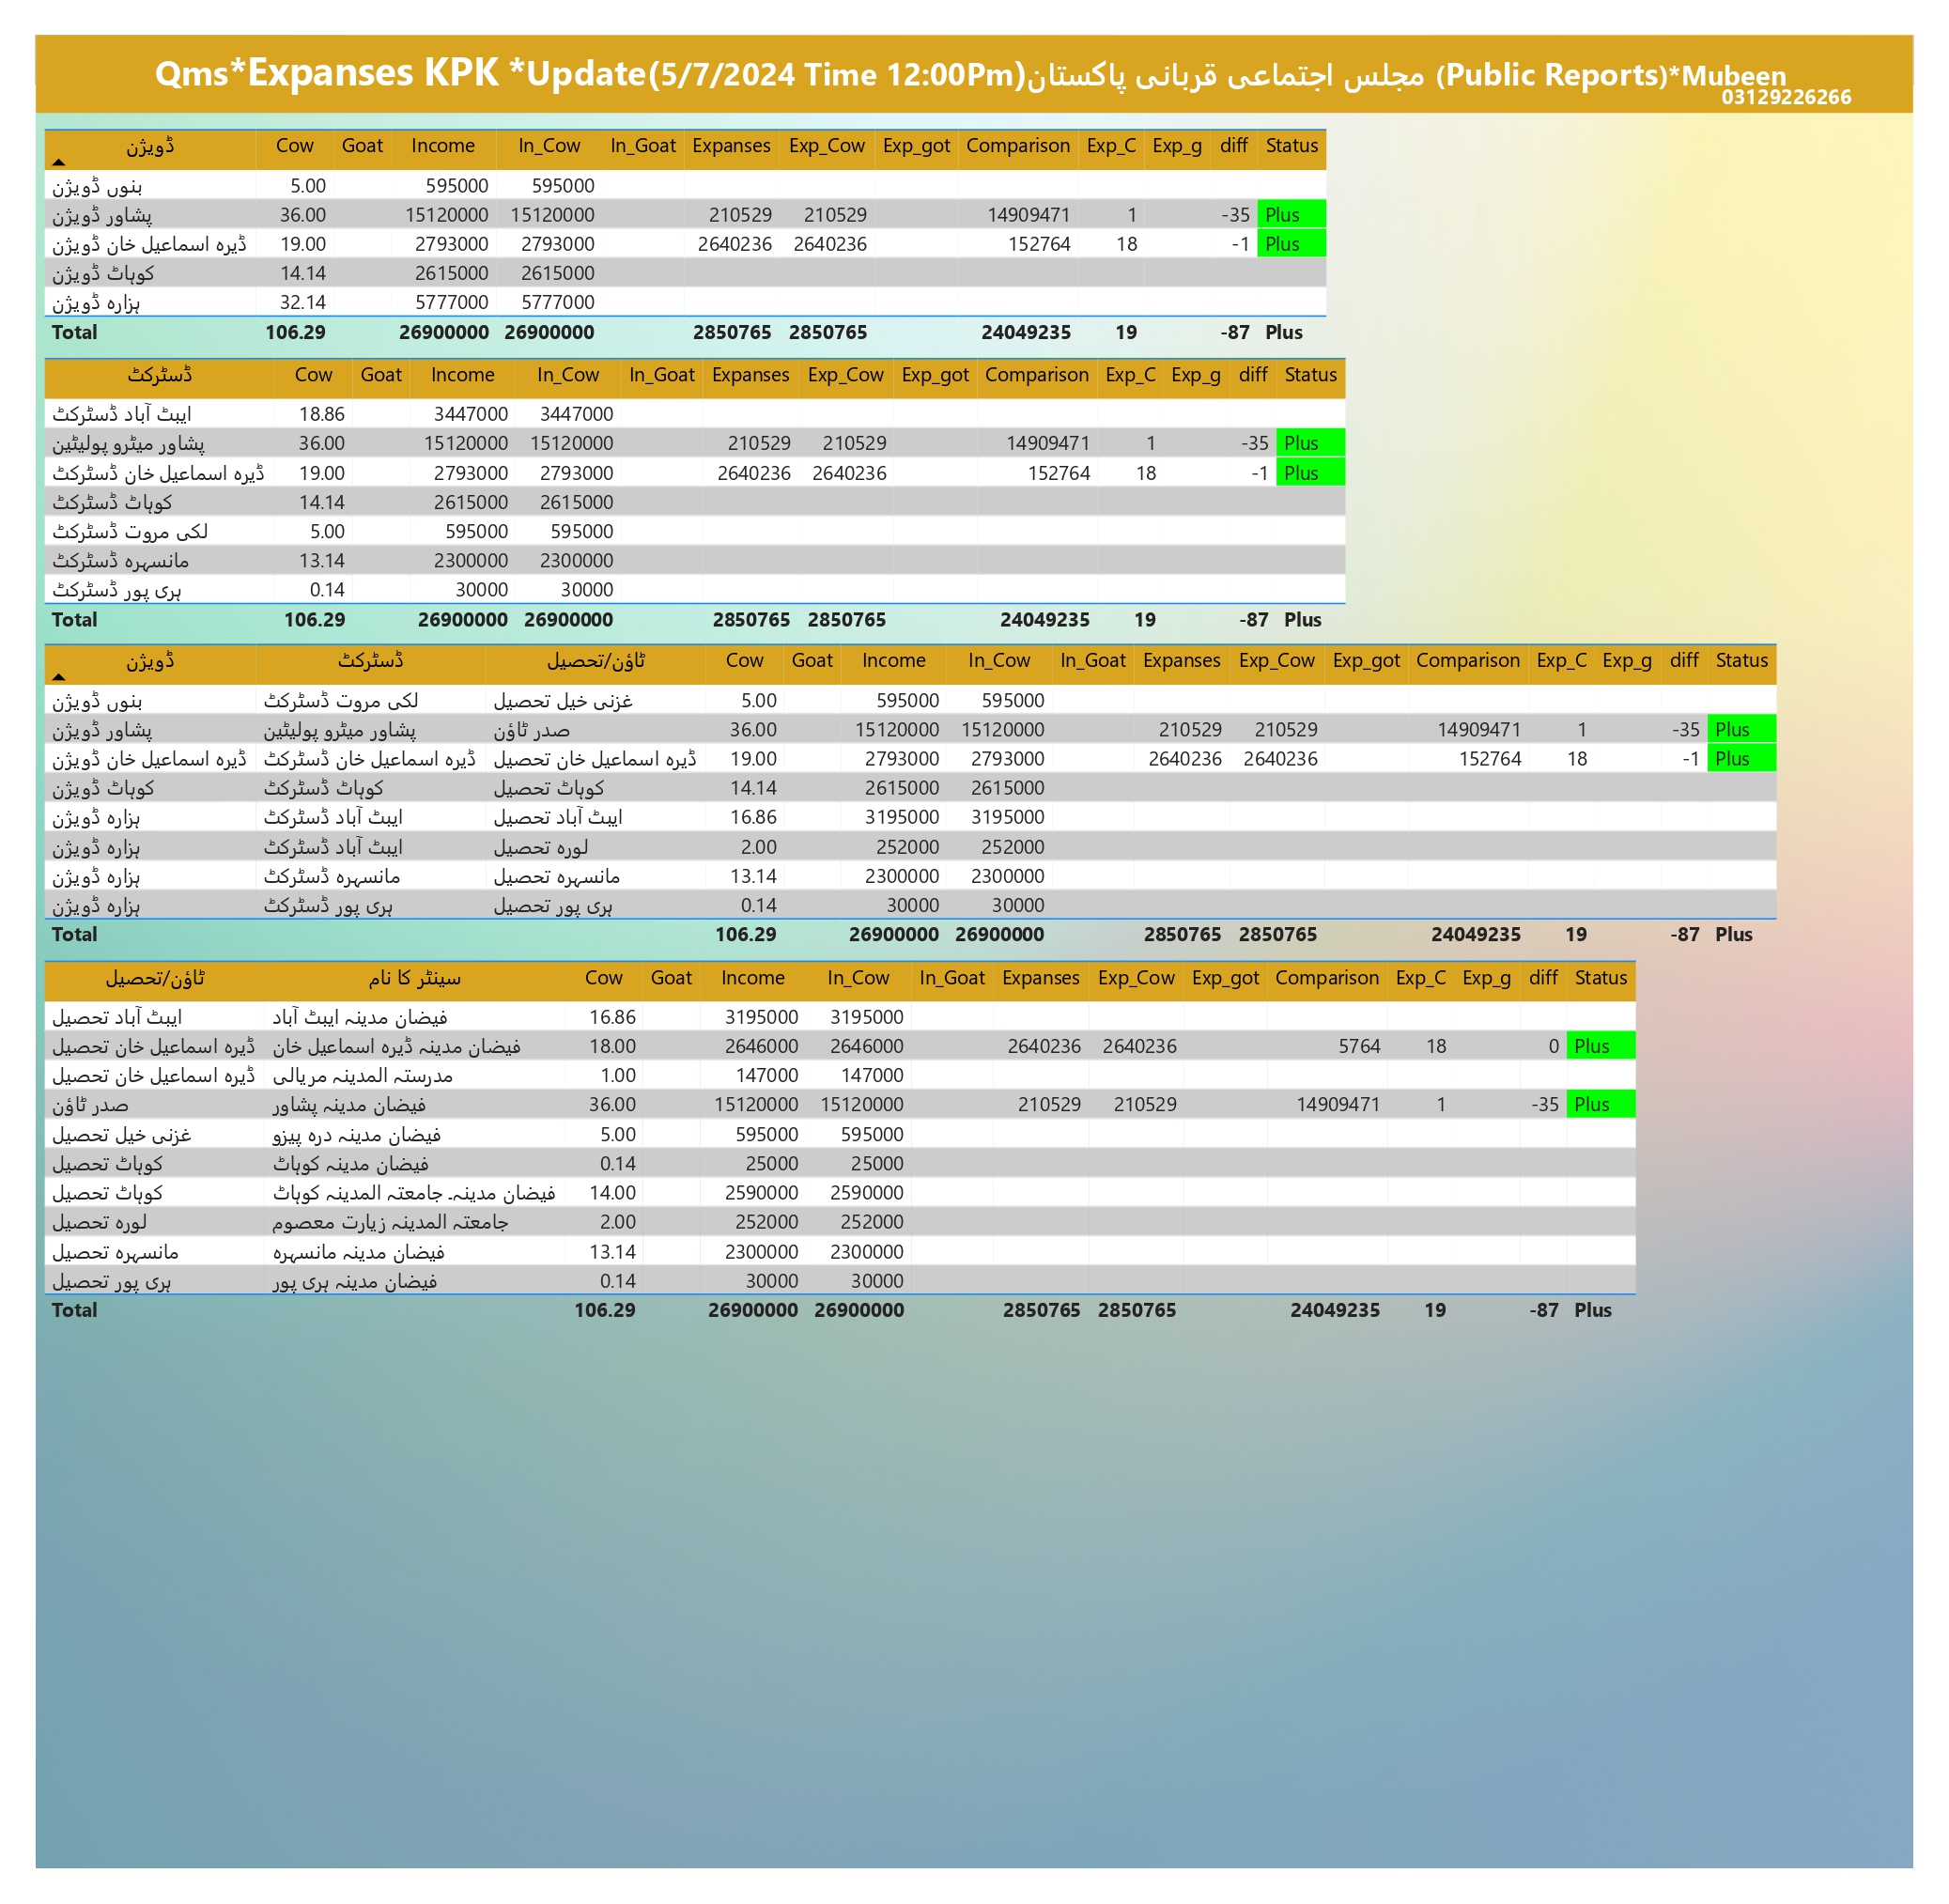 Qms*Expanses KPK *Update(5/7/2024 Time 12:00Pm)مجلس اجتماعی قربانی پاکستان (Public Reports)*Mubeen
03129226266
ڈویژن Cow Goat Income In_Cow In_Goat Expanses Exp_Cow Exp_got Comparison Exp_C Exp_g diff Status
بنوں ڈویژن 5.00 595000 595000
پشاور ڈویژن 36.00 15120000 15120000 210529 210529 14909471 1 -35 Plus
ڈیرہ اسماعیل خان ڈویژن 19.00 2793000 2793000 2640236 2640236 152764 18 -1 Plus
کوہاٹ ڈویژن 14.14 2615000 2615000
ہزارہ ڈویژن 32.14 5777000 5777000
Total 106.29 26900000 26900000 2850765 2850765 24049235 19 -87 Plus
ڈسٹرکٹ Cow Goat Income In_Cow In_Goat Expanses Exp_Cow Exp_got Comparison Exp_C Exp_g diff Status
ایبٹ آباد ڈسٹرکٹ 18.86 3447000 3447000
پشاور میٹرو پولیٹین 36.00 15120000 15120000 210529 210529 14909471 1 -35 Plus
ڈیرہ اسماعیل خان ڈسٹرکٹ 19.00 2793000 2793000 2640236 2640236 152764 18 -1 Plus
کوہاٹ ڈسٹرکٹ 14.14 2615000 2615000
لکی مروت ڈسٹرکٹ 5.00 595000 595000
مانسہرہ ڈسٹرکٹ 13.14 2300000 2300000
ہری پور ڈسٹرکٹ 0.14 30000 30000
Total 106.29 26900000 26900000 2850765 2850765 24049235 19 -87 Plus
ڈویژن ڈسٹرکٹ ٹاؤن/تحصیل Cow Goat Income In_Cow In_Goat Expanses Exp_Cow Exp_got Comparison Exp_C Exp_g diff Status
بنوں ڈویژن لکی مروت ڈسٹرکٹ غزنی خیل تحصیل 5.00 595000 595000
پشاور ڈویژن پشاور میٹرو پولیٹین صدر ٹاؤن 36.00 15120000 15120000 210529 210529 14909471 1 -35 Plus
ڈیرہ اسماعیل خان ڈویژن ڈیرہ اسماعیل خان ڈسٹرکٹ ڈیرہ اسماعیل خان تحصیل 19.00 2793000 2793000 2640236 2640236 152764 18 -1 Plus
کوہاٹ ڈویژن کوہاٹ ڈسٹرکٹ کوہاٹ تحصیل 14.14 2615000 2615000
ہزارہ ڈویژن ایبٹ آباد ڈسٹرکٹ ایبٹ آباد تحصیل 16.86 3195000 3195000
ہزارہ ڈویژن ایبٹ آباد ڈسٹرکٹ لورہ تحصیل 2.00 252000 252000
ہزارہ ڈویژن مانسہرہ ڈسٹرکٹ مانسہرہ تحصیل 13.14 2300000 2300000
ہزارہ ڈویژن ہری پور ڈسٹرکٹ ہری پور تحصیل 0.14 30000 30000
Total 106.29 26900000 26900000 2850765 2850765 24049235 19 -87 Plus
ٹاؤن/تحصیل سینٹر کا نام Cow Goat Income In_Cow In_Goat Expanses Exp_Cow Exp_got Comparison Exp_C Exp_g diff Status
ایبٹ آباد تحصیل فیضان مدینہ ایبٹ آباد 16.86 3195000 3195000
ڈیرہ اسماعیل خان تحصیل فیضان مدینہ ڈیرہ اسماعیل خان 18.00 2646000 2646000 2640236 2640236 5764 18 0 Plus
ڈیرہ اسماعیل خان تحصیل مدرستہ المدینہ مریالی 1.00 147000 147000
صدر ٹاؤن فیضان مدینہ پشاور 36.00 15120000 15120000 210529 210529 14909471 1 -35 Plus
غزنی خیل تحصیل فیضان مدینہ درہ پیزو 5.00 595000 595000
کوہاٹ تحصیل فیضان مدینہ کوہاٹ 0.14 25000 25000
کوہاٹ تحصیل فیضان مدینہ۔ جامعتہ المدینہ کوہاٹ 14.00 2590000 2590000
لورہ تحصیل جامعتہ المدینہ زیارت معصوم 2.00 252000 252000
مانسہرہ تحصیل فیضان مدینہ مانسہرہ 13.14 2300000 2300000
ہری پور تحصیل فیضان مدینہ ہری پور 0.14 30000 30000
Total 106.29 26900000 26900000 2850765 2850765 24049235 19 -87 Plus